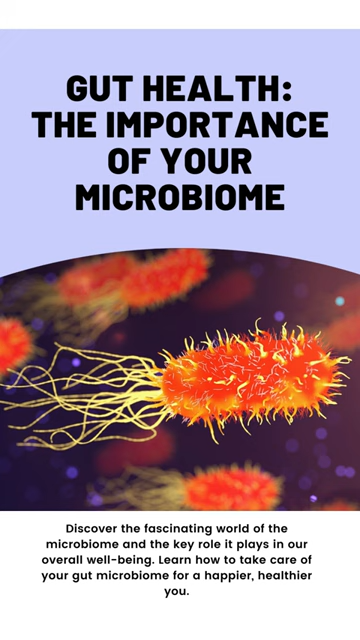 GUT HEALTH:
THE IMPORTANCE
OF YOUR
MICROBIOME
Discover the fascinating world of the
microbiome and the key role it plays in our
overall well-being. Learn how to take care of
your gut microbiome for a happier, healthier
you.